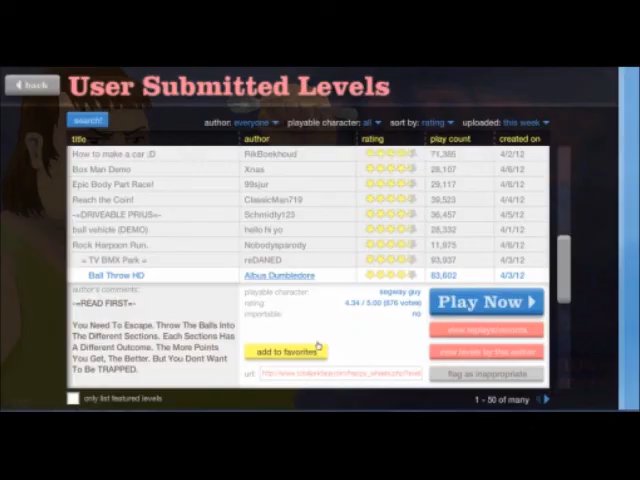 back
User Submitted Levels
search!
author: everyone playable character: all sort by: rating uploaded: this week
title author rating play count created on
How to make a car ;D RikBoekhoud 71,386 4/2/12
Box Man Demo Xnas 28,107 4/6/12
Epic Body Part Race! 99sjur 29,117 4/6/12
Reach the Coin! ClassicMan719 39,523 4/4/12
-=DRIVEABLE PRIUS=- Schmidty123 36,457 4/5/12
ball vehicle (DEMO) hello hi yo 28,332 4/1/12
Rock Harpoon Run. Nobodysparody 11,975 4/6/12
= TV BMX Park = reDANED 93,937 4/3/12
Ball Throw HD Albus Dumbledore 63,602 4/3/12
author's comments:
-=READ FIRST=-
You Need To Escape. Throw The Balls Into
The Different Sections. Each Sections Has
A Different Outcome. The More Points
You Get, The Better. But You Dont Want
To Be TRAPPED.
playable character: segway guy
rating: 4.34 / 5.00 (876 votes)
importable: no
add to favorites
url:
Play Now
view replays/records
view levels by this author
flag as inappropriate
only list featured levels
1 - 50 of many